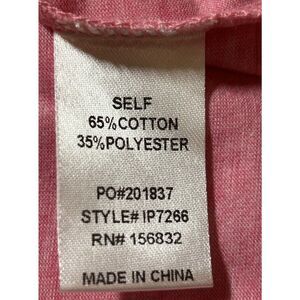 SELF
65%COTTON
35%POLYESTER
PO#201837
STYLE# IP7266
RN# 156832
MADE IN CHINA